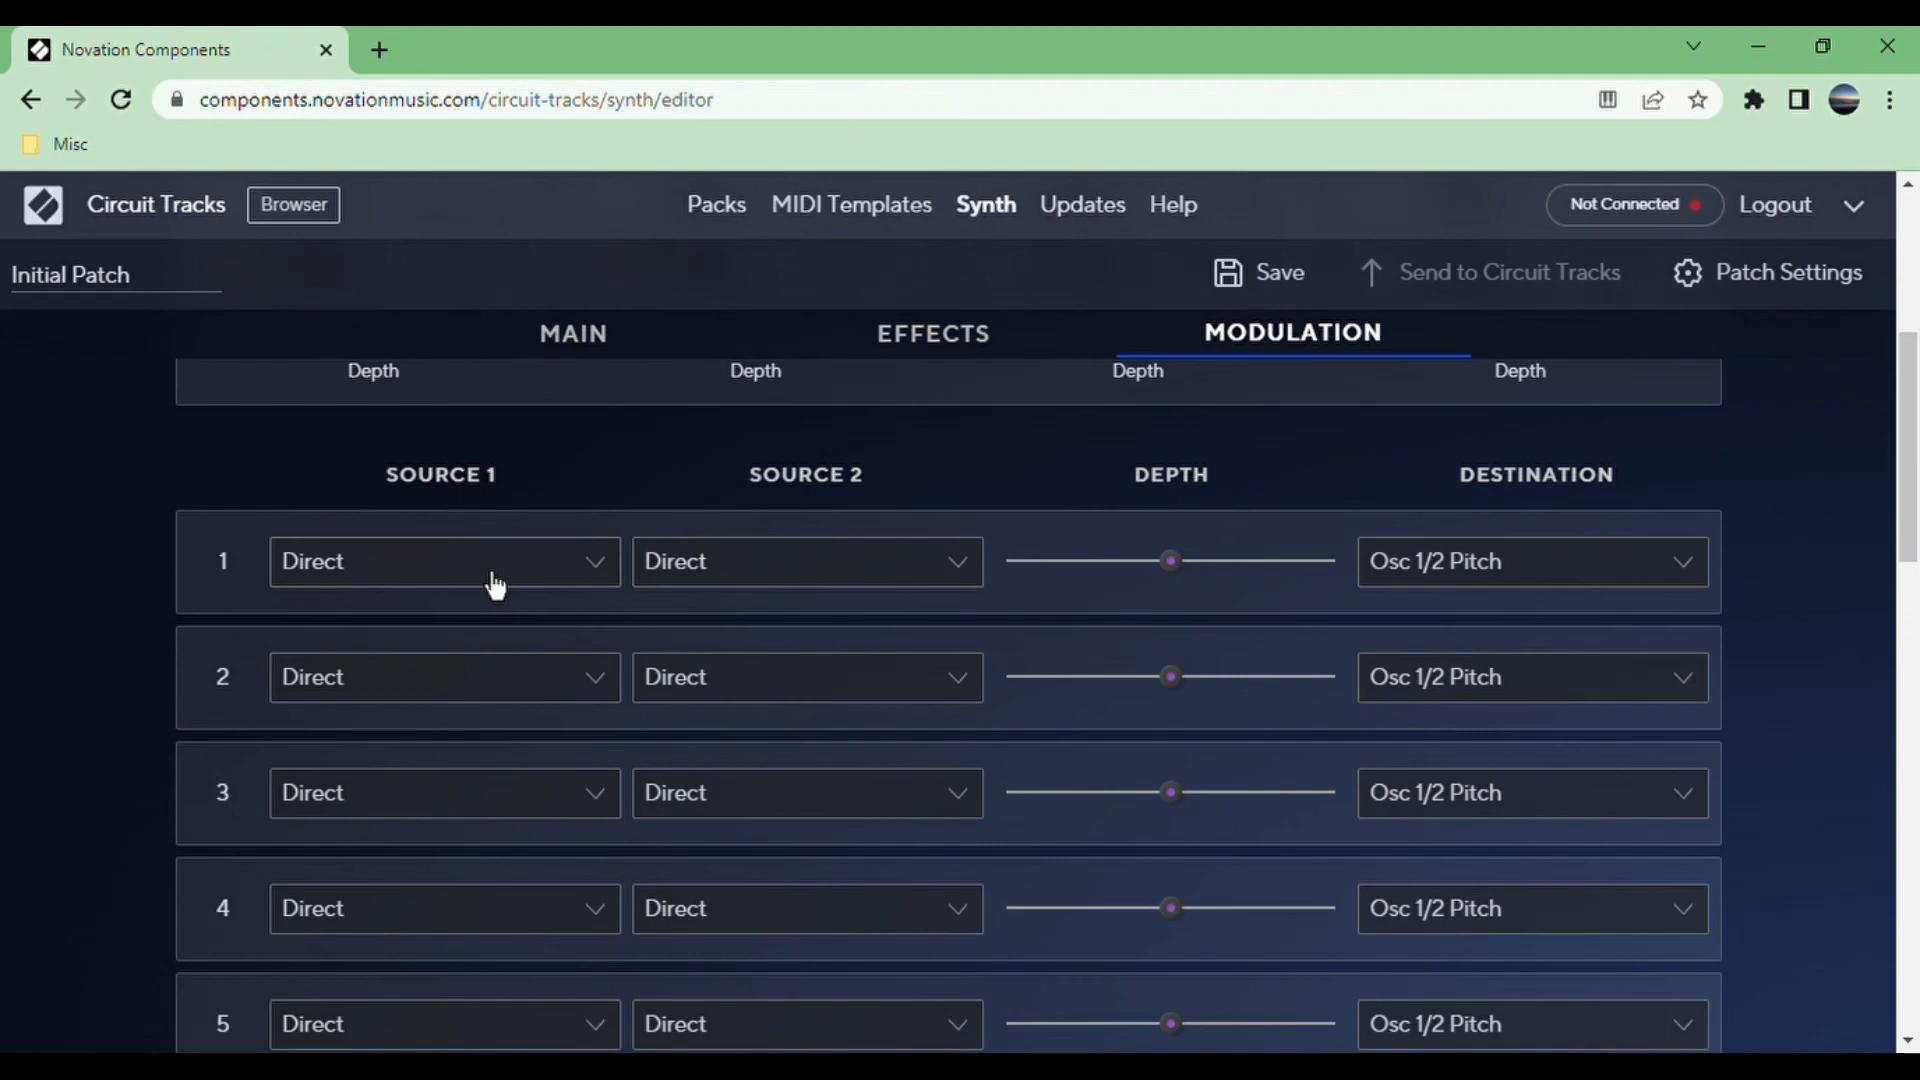 Novation Components
components.novationmusic.com/circuit-tracks/synth/editor
Misc
Circuit Tracks Browser Packs MIDI Templates Synth Updates Help Not Connected Logout
Initial Patch Save Send to Circuit Tracks Patch Settings
MAIN EFFECTS MODULATION
Depth Depth Depth Depth
SOURCE 1 SOURCE 2 DEPTH DESTINATION
1 Direct Direct Osc 1/2 Pitch
2 Direct Direct Osc 1/2 Pitch
3 Direct Direct Osc 1/2 Pitch
4 Direct Direct Osc 1/2 Pitch
5 Direct Direct Osc 1/2 Pitch